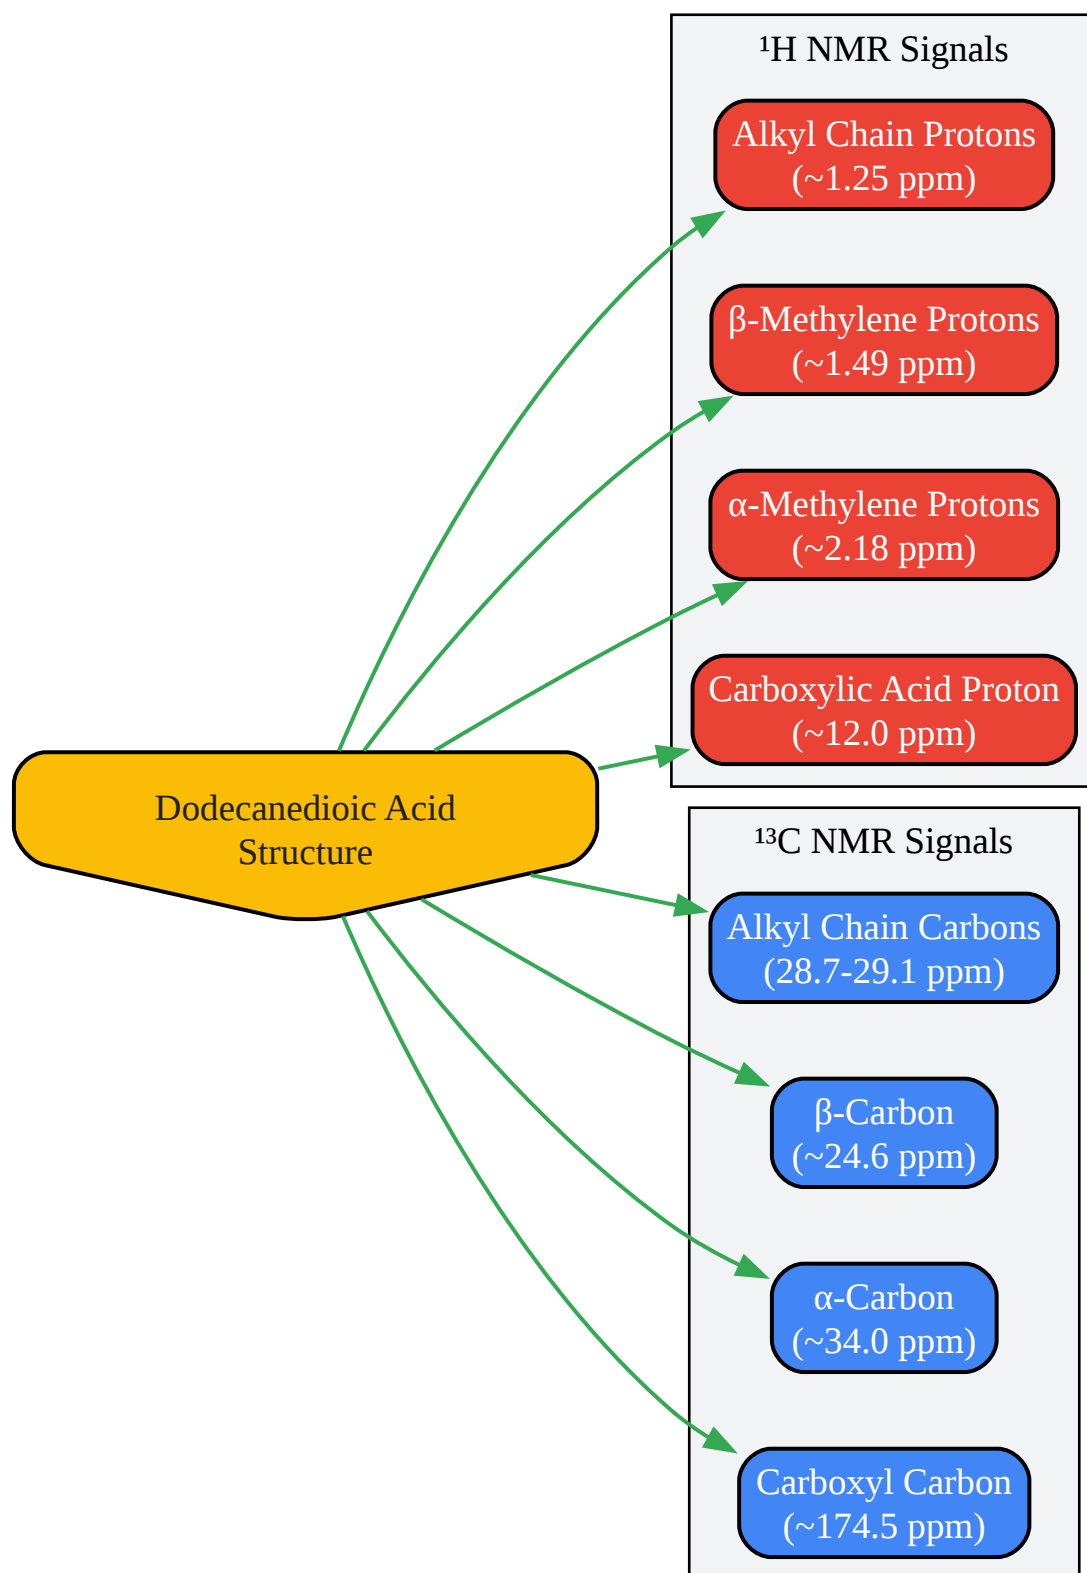 ¹H NMR Signals
Alkyl Chain Protons
(~1.25 ppm)
β-Methylene Protons
(~1.49 ppm)
α-Methylene Protons
(~2.18 ppm)
Carboxylic Acid Proton
(~12.0 ppm)
Dodecanedioic Acid
Structure
¹³C NMR Signals
Alkyl Chain Carbons
(28.7-29.1 ppm)
β-Carbon
(~24.6 ppm)
α-Carbon
(~34.0 ppm)
Carboxyl Carbon
(~174.5 ppm)